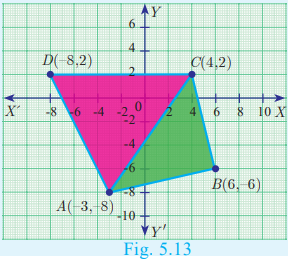 Y
6
4
D(-8,2)
2
C(4,2)
X′
-8
-6
-4
-2
0
2
4
6
8
10
X
-2
-4
-6
B(6,-6)
-8
A(-3,-8)
-10
Y′
Fig. 5.13